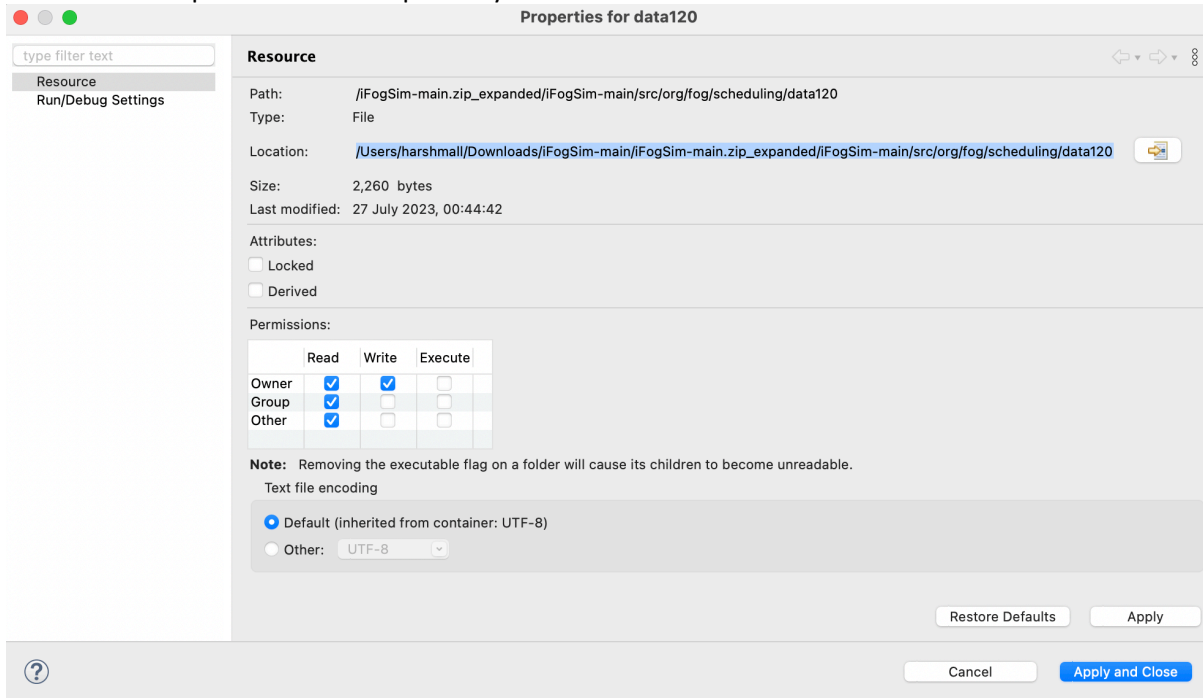 Properties for data120
type filter text
Resource
Run/Debug Settings
Resource
Path: /iFogSim-main.zip_expanded/iFogSim-main/src/org/fog/scheduling/data120
Type: File
Location: /Users/harshmall/Downloads/iFogSim-main/iFogSim-main.zip_expanded/iFogSim-main/src/org/fog/scheduling/data120
Size: 2,260 bytes
Last modified: 27 July 2023, 00:44:42
Attributes:
Locked
Derived
Permissions:
Read Write Execute
Owner
Group
Other
Note: Removing the executable flag on a folder will cause its children to become unreadable.
Text file encoding
Default (inherited from container: UTF-8)
Other: UTF-8
Restore Defaults Apply
? Cancel Apply and Close